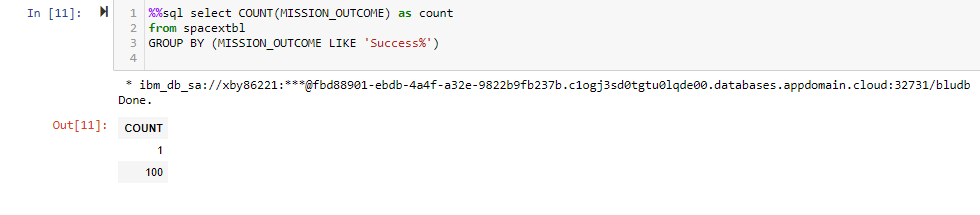 In [11]:
1 %%sql select COUNT(MISSION_OUTCOME) as count
2 from spacextbl
3 GROUP BY (MISSION_OUTCOME LIKE 'Success%')
4
* ibm_db_sa://xby86221:***@fbd88901-ebdb-4a4f-a32e-9822b9fb237b.c1ogj3sd0tgtu0lqde00.databases.appdomain.cloud:32731/bludb
Done.
Out[11]:
COUNT
1
100